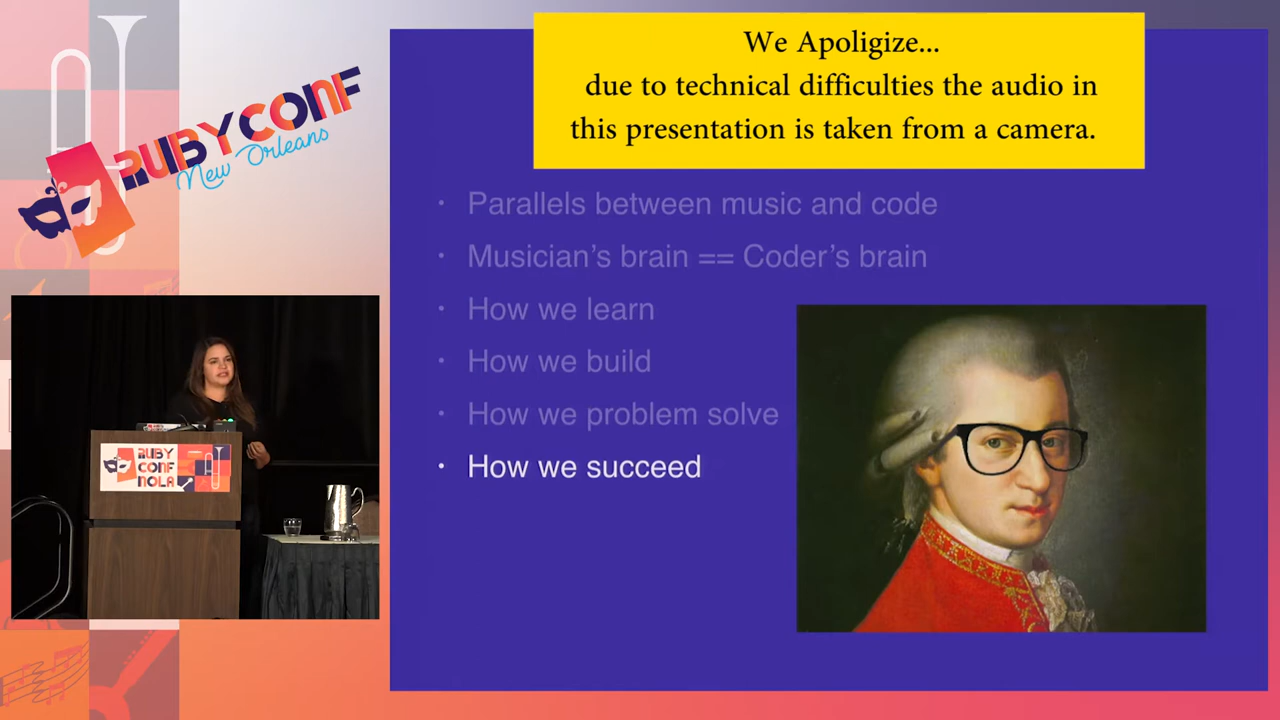 We Apoligize...
due to technical difficulties the audio in
this presentation is taken from a camera.
RUBYCONF
New Orleans
• Parallels between music and code
• Musician's brain == Coder's brain
• How we learn
• How we build
• How we problem solve
• How we succeed
RUBY
CONF
NOLA